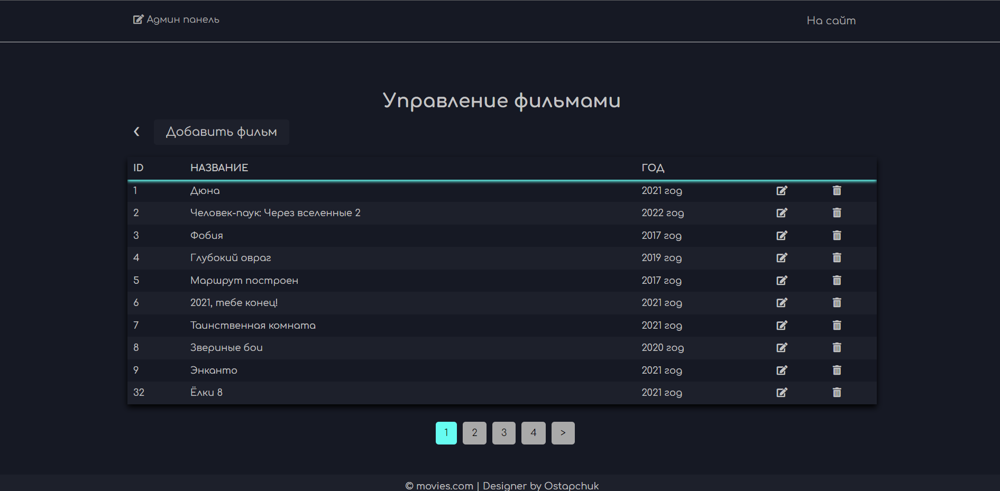 Админ панель
На сайт
Управление фильмами
‹ Добавить фильм
ID НАЗВАНИЕ ГОД
1 Дюна 2021 год
2 Человек-паук: Через вселенные 2 2022 год
3 Фобия 2017 год
4 Глубокий овраг 2019 год
5 Маршрут построен 2017 год
6 2021, тебе конец! 2021 год
7 Таинственная комната 2021 год
8 Звериные бои 2020 год
9 Энканто 2021 год
32 Ёлки 8 2021 год
1 2 3 4 >
© movies.com | Designer by Ostapchuk